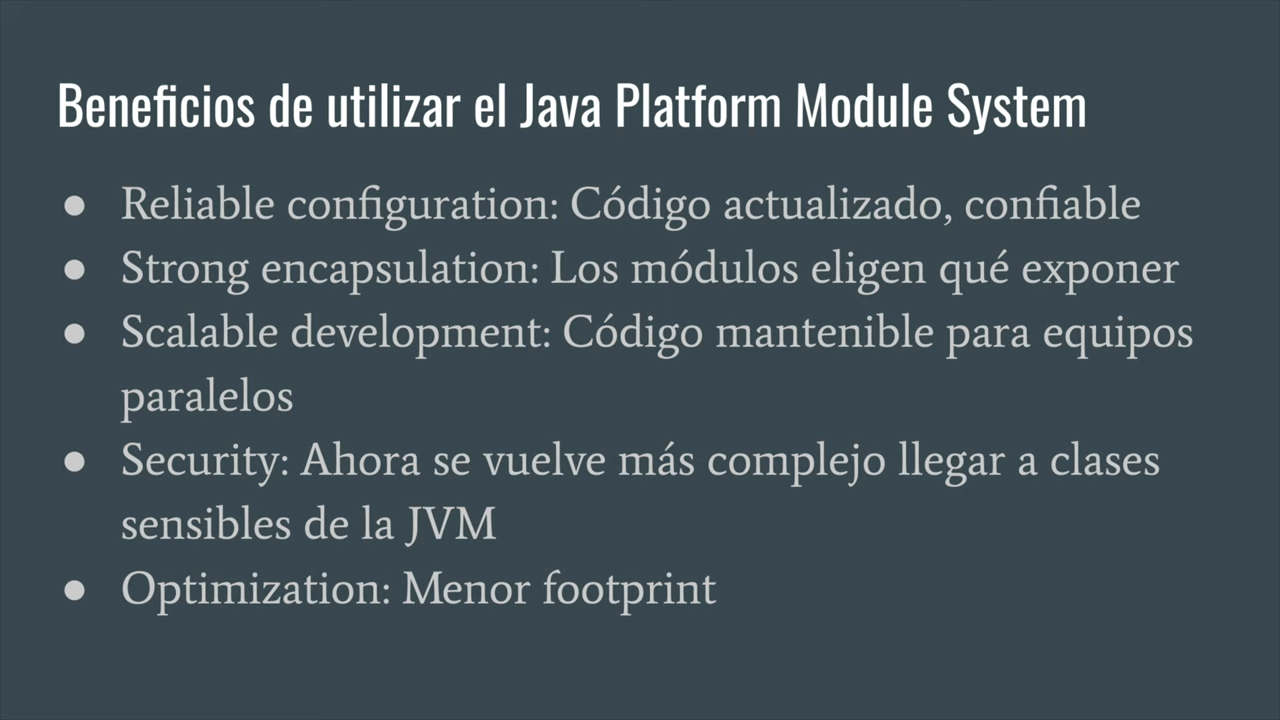 Beneficios de utilizar el Java Platform Module System
● Reliable configuration: Código actualizado, confiable
● Strong encapsulation: Los módulos eligen qué exponer
● Scalable development: Código mantenible para equipos
paralelos
● Security: Ahora se vuelve más complejo llegar a clases
sensibles de la JVM
● Optimization: Menor footprint